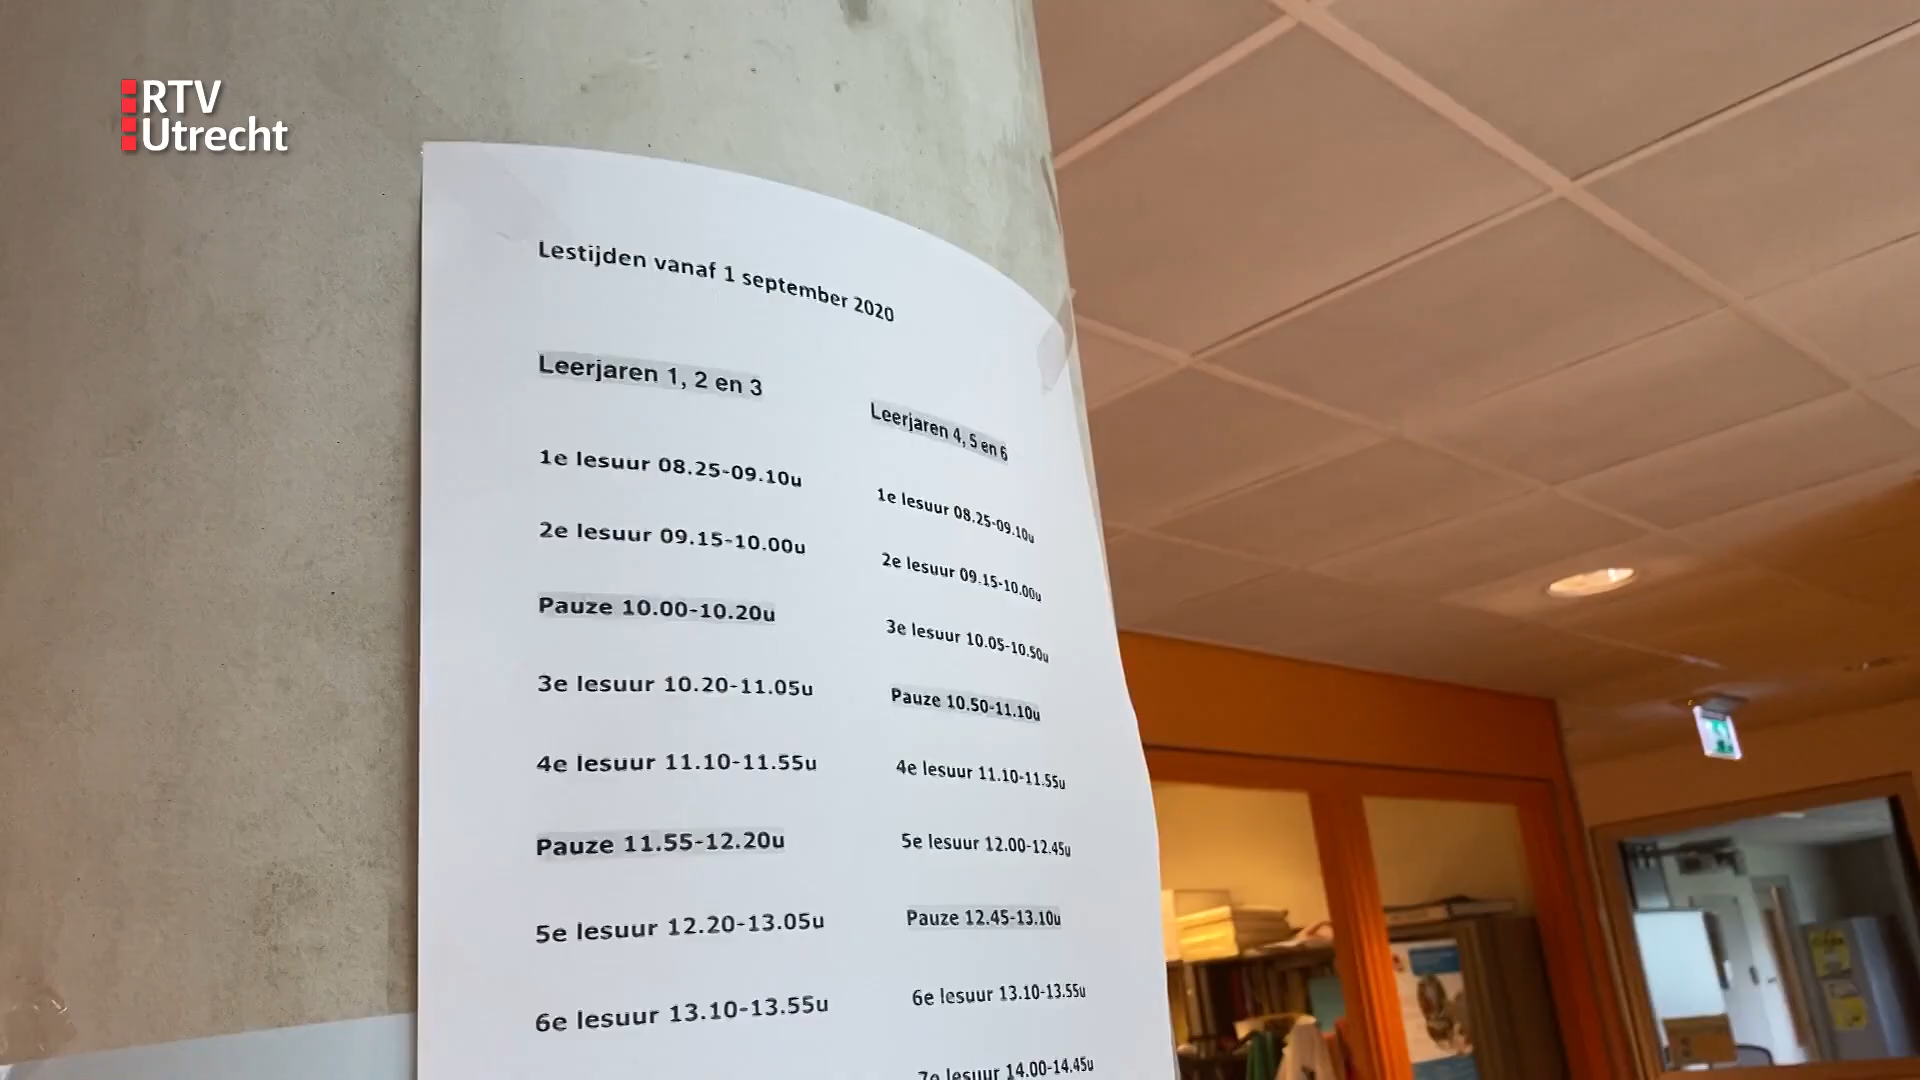 RTV
Utrecht
Lestijden vanaf 1 september 2020
Leerjaren 1, 2 en 3
1e lesuur 08.25-09.10u
2e lesuur 09.15-10.00u
Pauze 10.00-10.20u
3e lesuur 10.20-11.05u
4e lesuur 11.10-11.55u
Pauze 11.55-12.20u
5e lesuur 12.20-13.05u
6e lesuur 13.10-13.55u
Leerjaren 4, 5 en 6
1e lesuur 08.25-09.10u
2e lesuur 09.15-10.00u
3e lesuur 10.05-10.50u
Pauze 10.50-11.10u
4e lesuur 11.10-11.55u
5e lesuur 12.00-12.45u
Pauze 12.45-13.10u
6e lesuur 13.10-13.55u
7e lesuur 14.00-14.45u